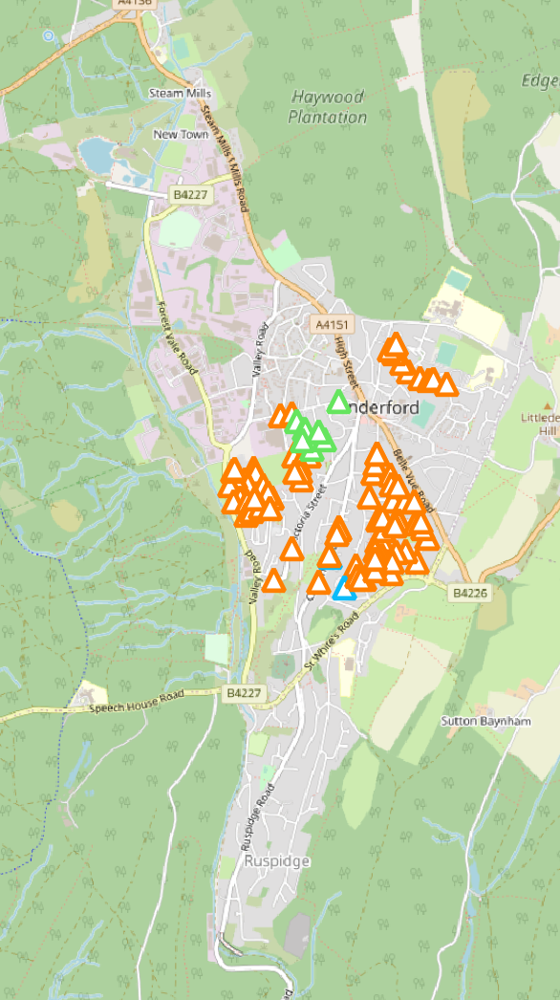 A4136
Steam Mills
Haywood
Plantation
New Town
Steam Mills
Mills Road
B4227
Forest Vale Road
Valley Road
A4151
High Street
nderford
Belle Vue Road
Victoria Street
Valley Road
B4226
St White's Road
B4227
Speech House Road
Sutton Baynham
Ruspidge Road
Ruspidge
Hill